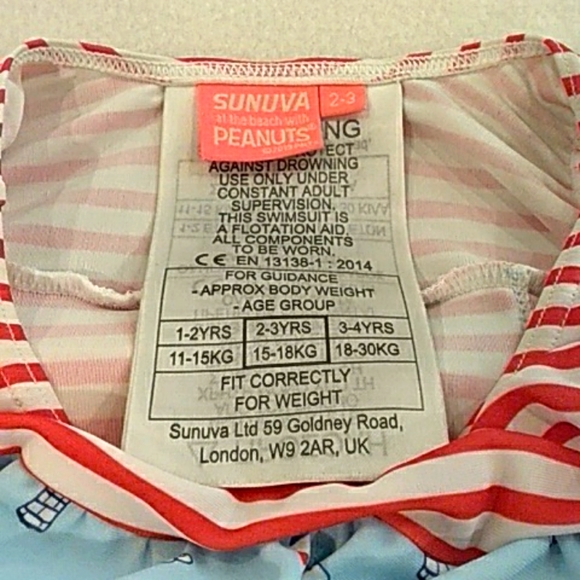 SUNUVA 2-3
at the beach with
PEANUTS
NG
AGAINST DROWNING
USE ONLY UNDER
CONSTANT ADULT
SUPERVISION.
THIS SWIMSUIT IS
A FLOTATION AID.
ALL COMPONENTS
TO BE WORN.
CE EN 13138-1 : 2014
FOR GUIDANCE
-APPROX BODY WEIGHT
-AGE GROUP
1-2YRS 2-3YRS 3-4YRS
11-15KG 15-18KG 18-30KG
FIT CORRECTLY
FOR WEIGHT
Sunuva Ltd 59 Goldney Road,
London, W9 2AR, UK